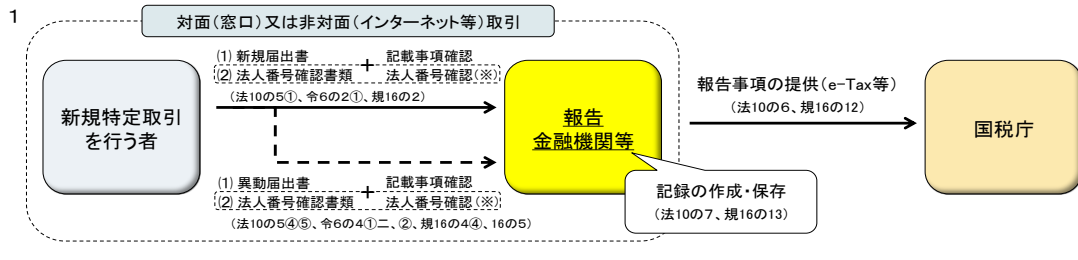 1
対面(窓口)又は非対面(インターネット等)取引
(1) 新規届出書 + 記載事項確認
(2) 法人番号確認書類 法人番号確認(※)
(法10の5①、令6の2①、規16の2)
新規特定取引
を行う者
報告
金融機関等
報告事項の提供(e-Tax等)
(法10の6、規16の12)
国税庁
(1) 異動届出書 + 記載事項確認
(2) 法人番号確認書類 法人番号確認(※)
(法10の5④⑤、令6の4①二、②、規16の4④、16の5)
記録の作成・保存
(法10の7、規16の13)